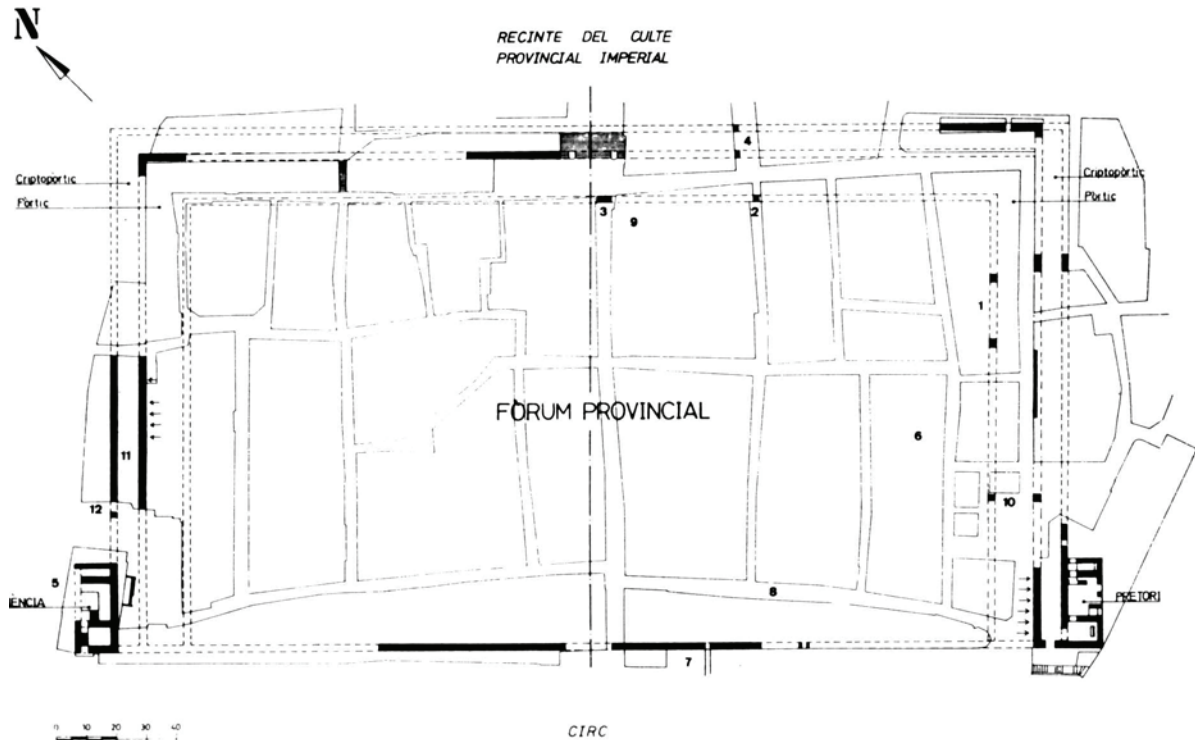 N
RECINTE DEL CULTE
PROVINCIAL IMPERIAL
4
Criptopòrtic
Pòrtic
Criptopòrtic
Pòrtic
3
9
2
1
FÒRUM PROVINCIAL
6
11
10
12
5
ÈNCIA
8
PRETORI
7
0 10 20 30 40
CIRC